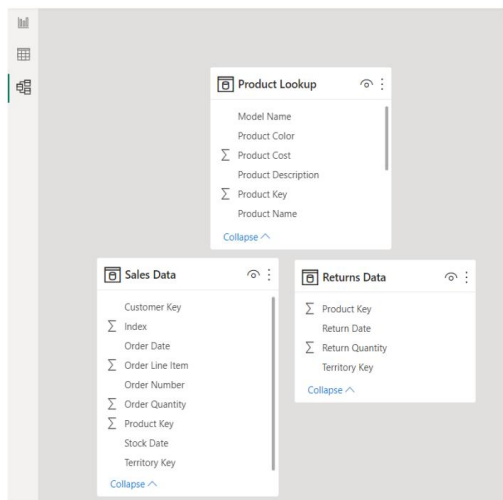 Product Lookup
Model Name
Product Color
Product Cost
Product Description
Product Key
Product Name
Collapse
Sales Data
Customer Key
Index
Order Date
Order Line Item
Order Number
Order Quantity
Product Key
Stock Date
Territory Key
Collapse
Returns Data
Product Key
Return Date
Return Quantity
Territory Key
Collapse